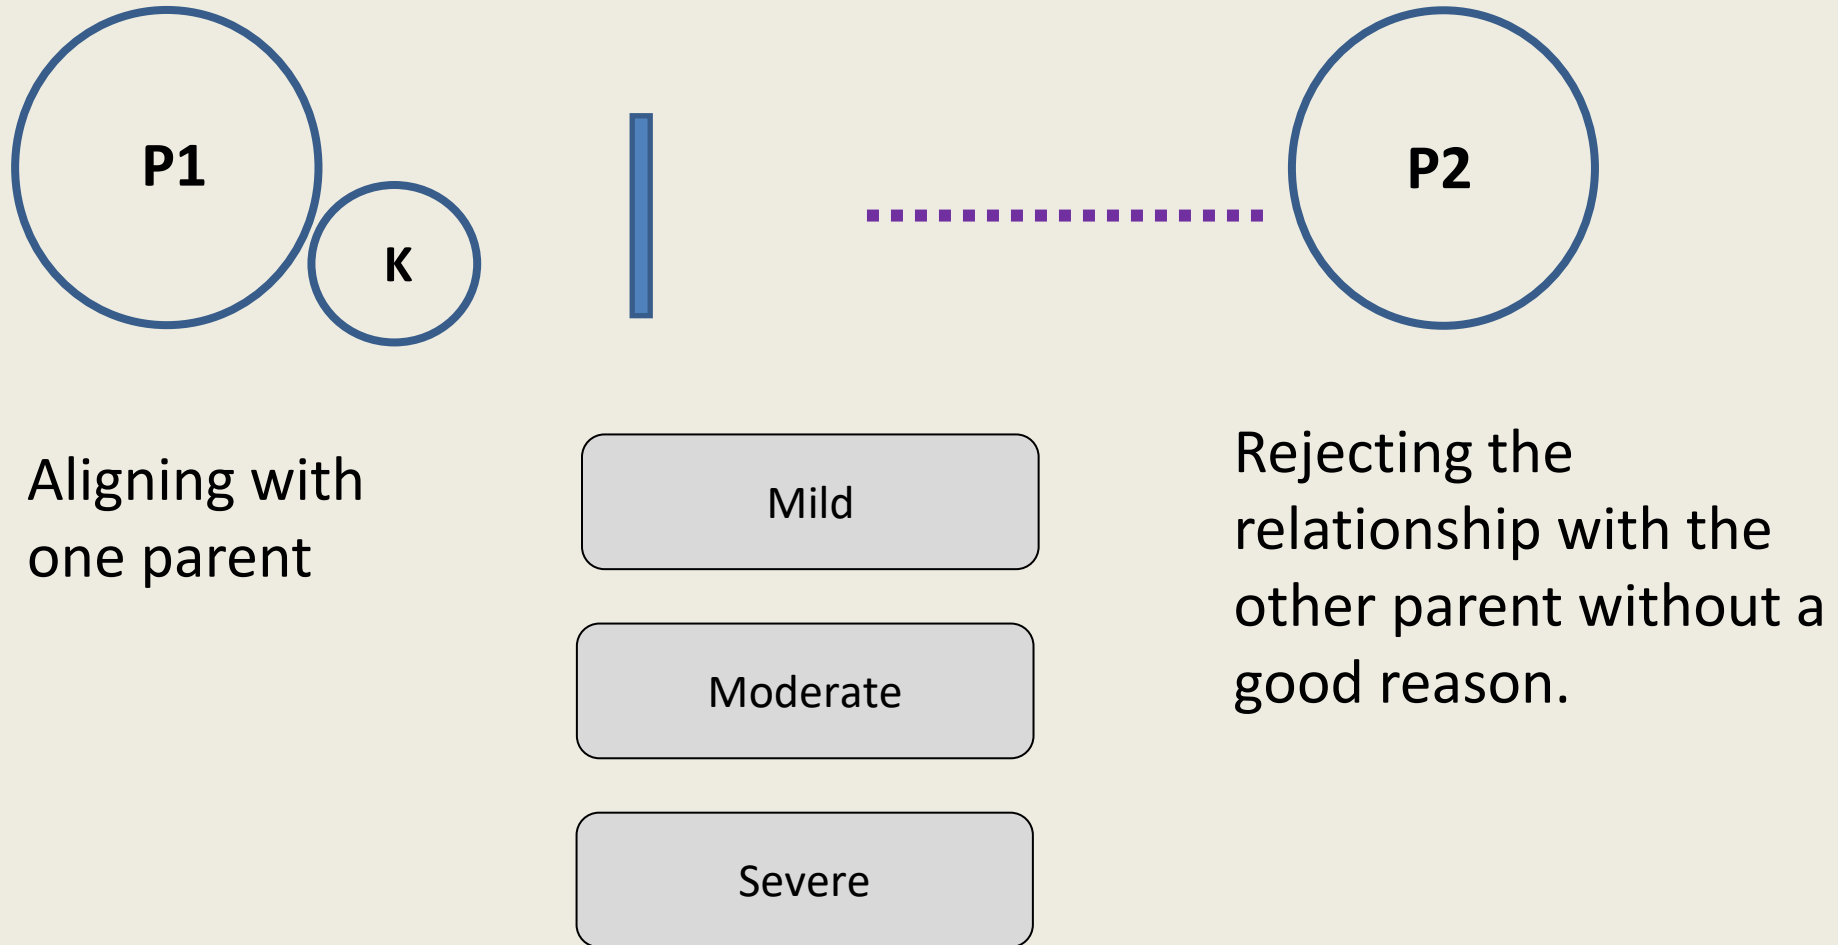 P1
K
P2
Aligning with
one parent
Mild
Moderate
Severe
Rejecting the
relationship with the
other parent without a
good reason.